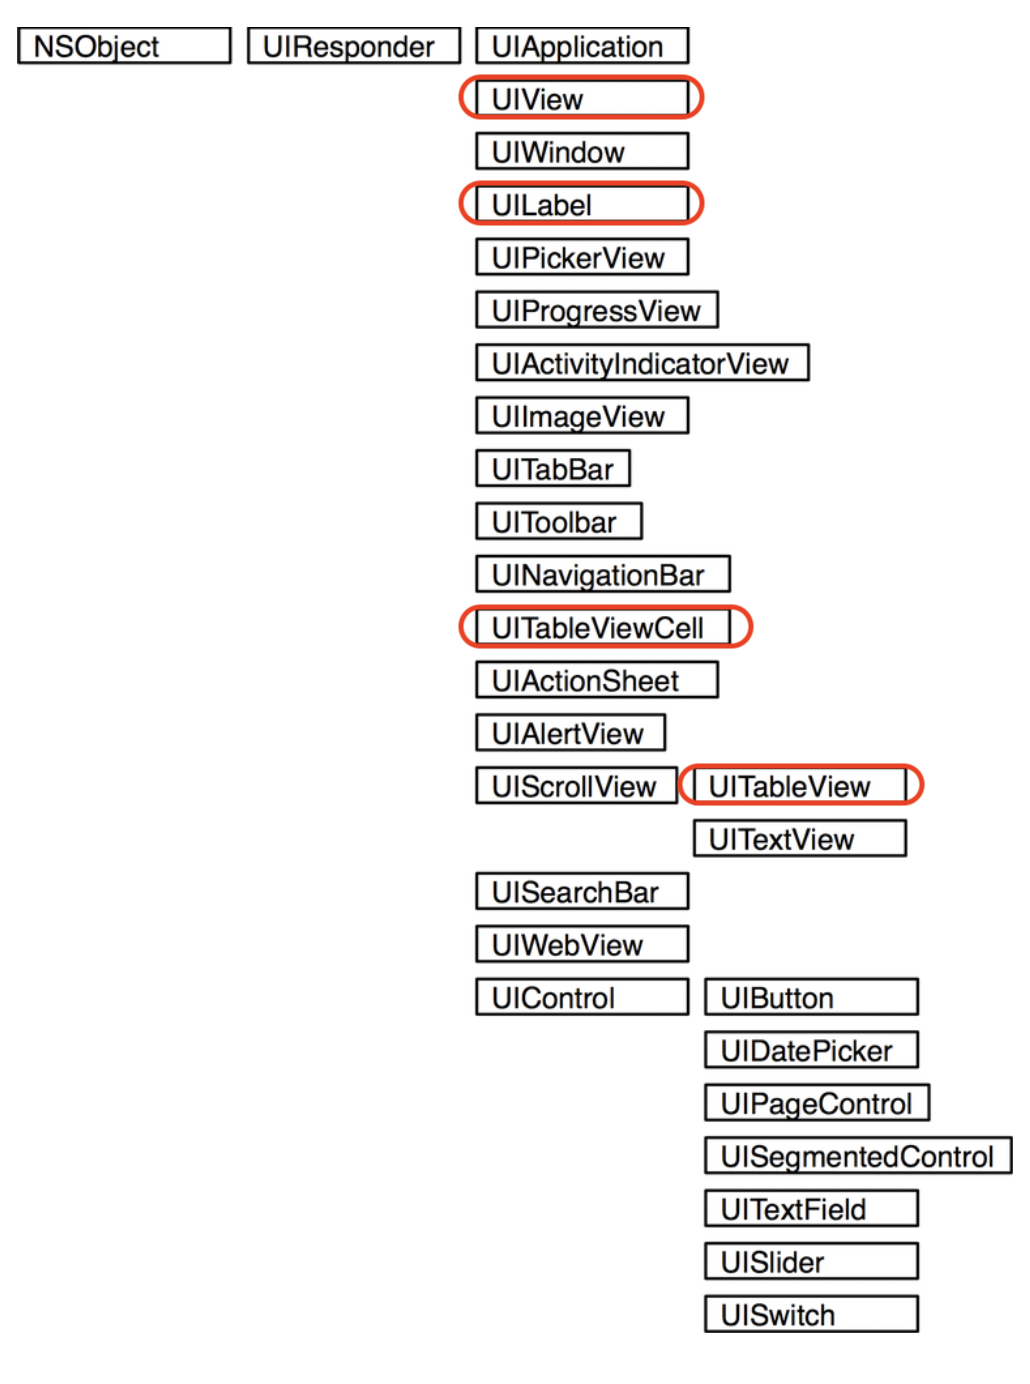 NSObject UIResponder UIApplication
UIView
UIWindow
UILabel
UIPickerView
UIProgressView
UIActivityIndicatorView
UIImageView
UITabBar
UIToolbar
UINavigationBar
UITableViewCell
UIActionSheet
UIAlertView
UIScrollView UITableView
UITextView
UISearchBar
UIWebView
UIControl UIButton
UIDatePicker
UIPageControl
UISegmentedControl
UITextField
UISlider
UISwitch